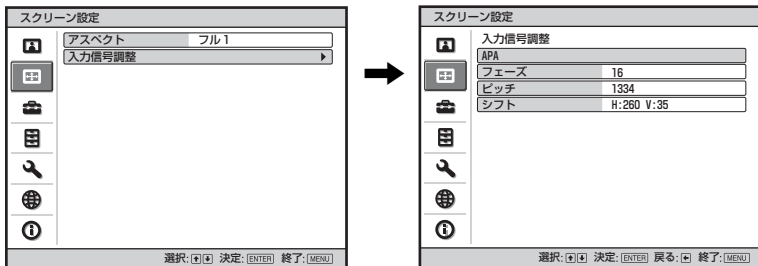 スクリーン設定
アスペクト フル 1
入力信号調整
選択: 決定: ENTER 終了: MENU
スクリーン設定
入力信号調整
APA
フェーズ 16
ピッチ 1334
シフト H:260 V:35
選択: 決定: ENTER 戻る: 終了: MENU